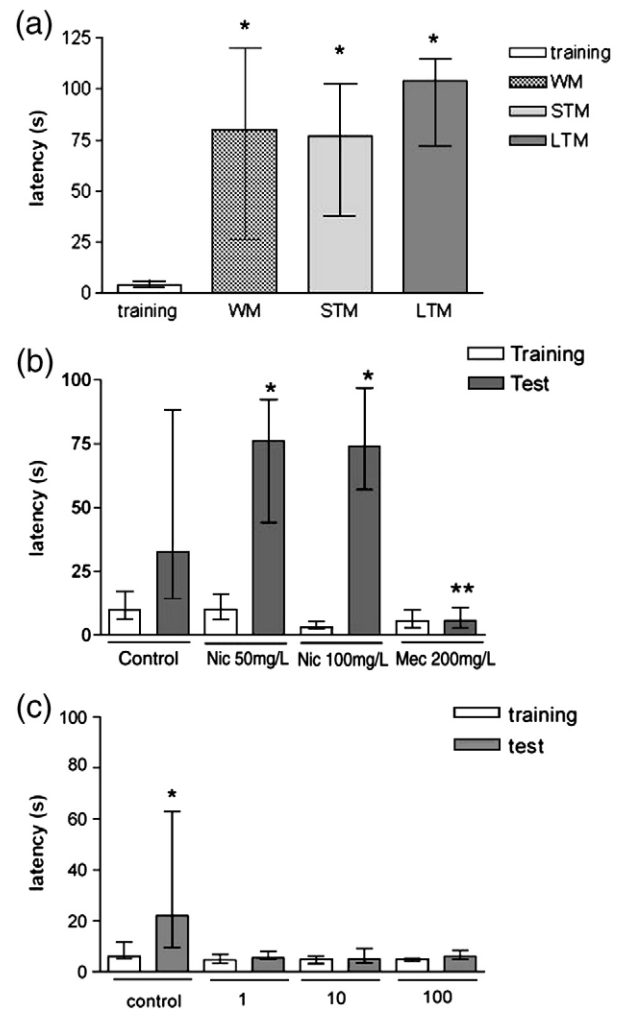 (a)
*
*
*
125
100
75
50
25
0
latency (s)
training
WM
STM
LTM
training
WM
STM
LTM
(b)
*
*
**
100
75
50
25
0
latency (s)
Control
Nic 50mg/L
Nic 100mg/L
Mec 200mg/L
Training
Test
(c)
*
100
80
60
40
20
0
latency (s)
control
1
10
100
training
test